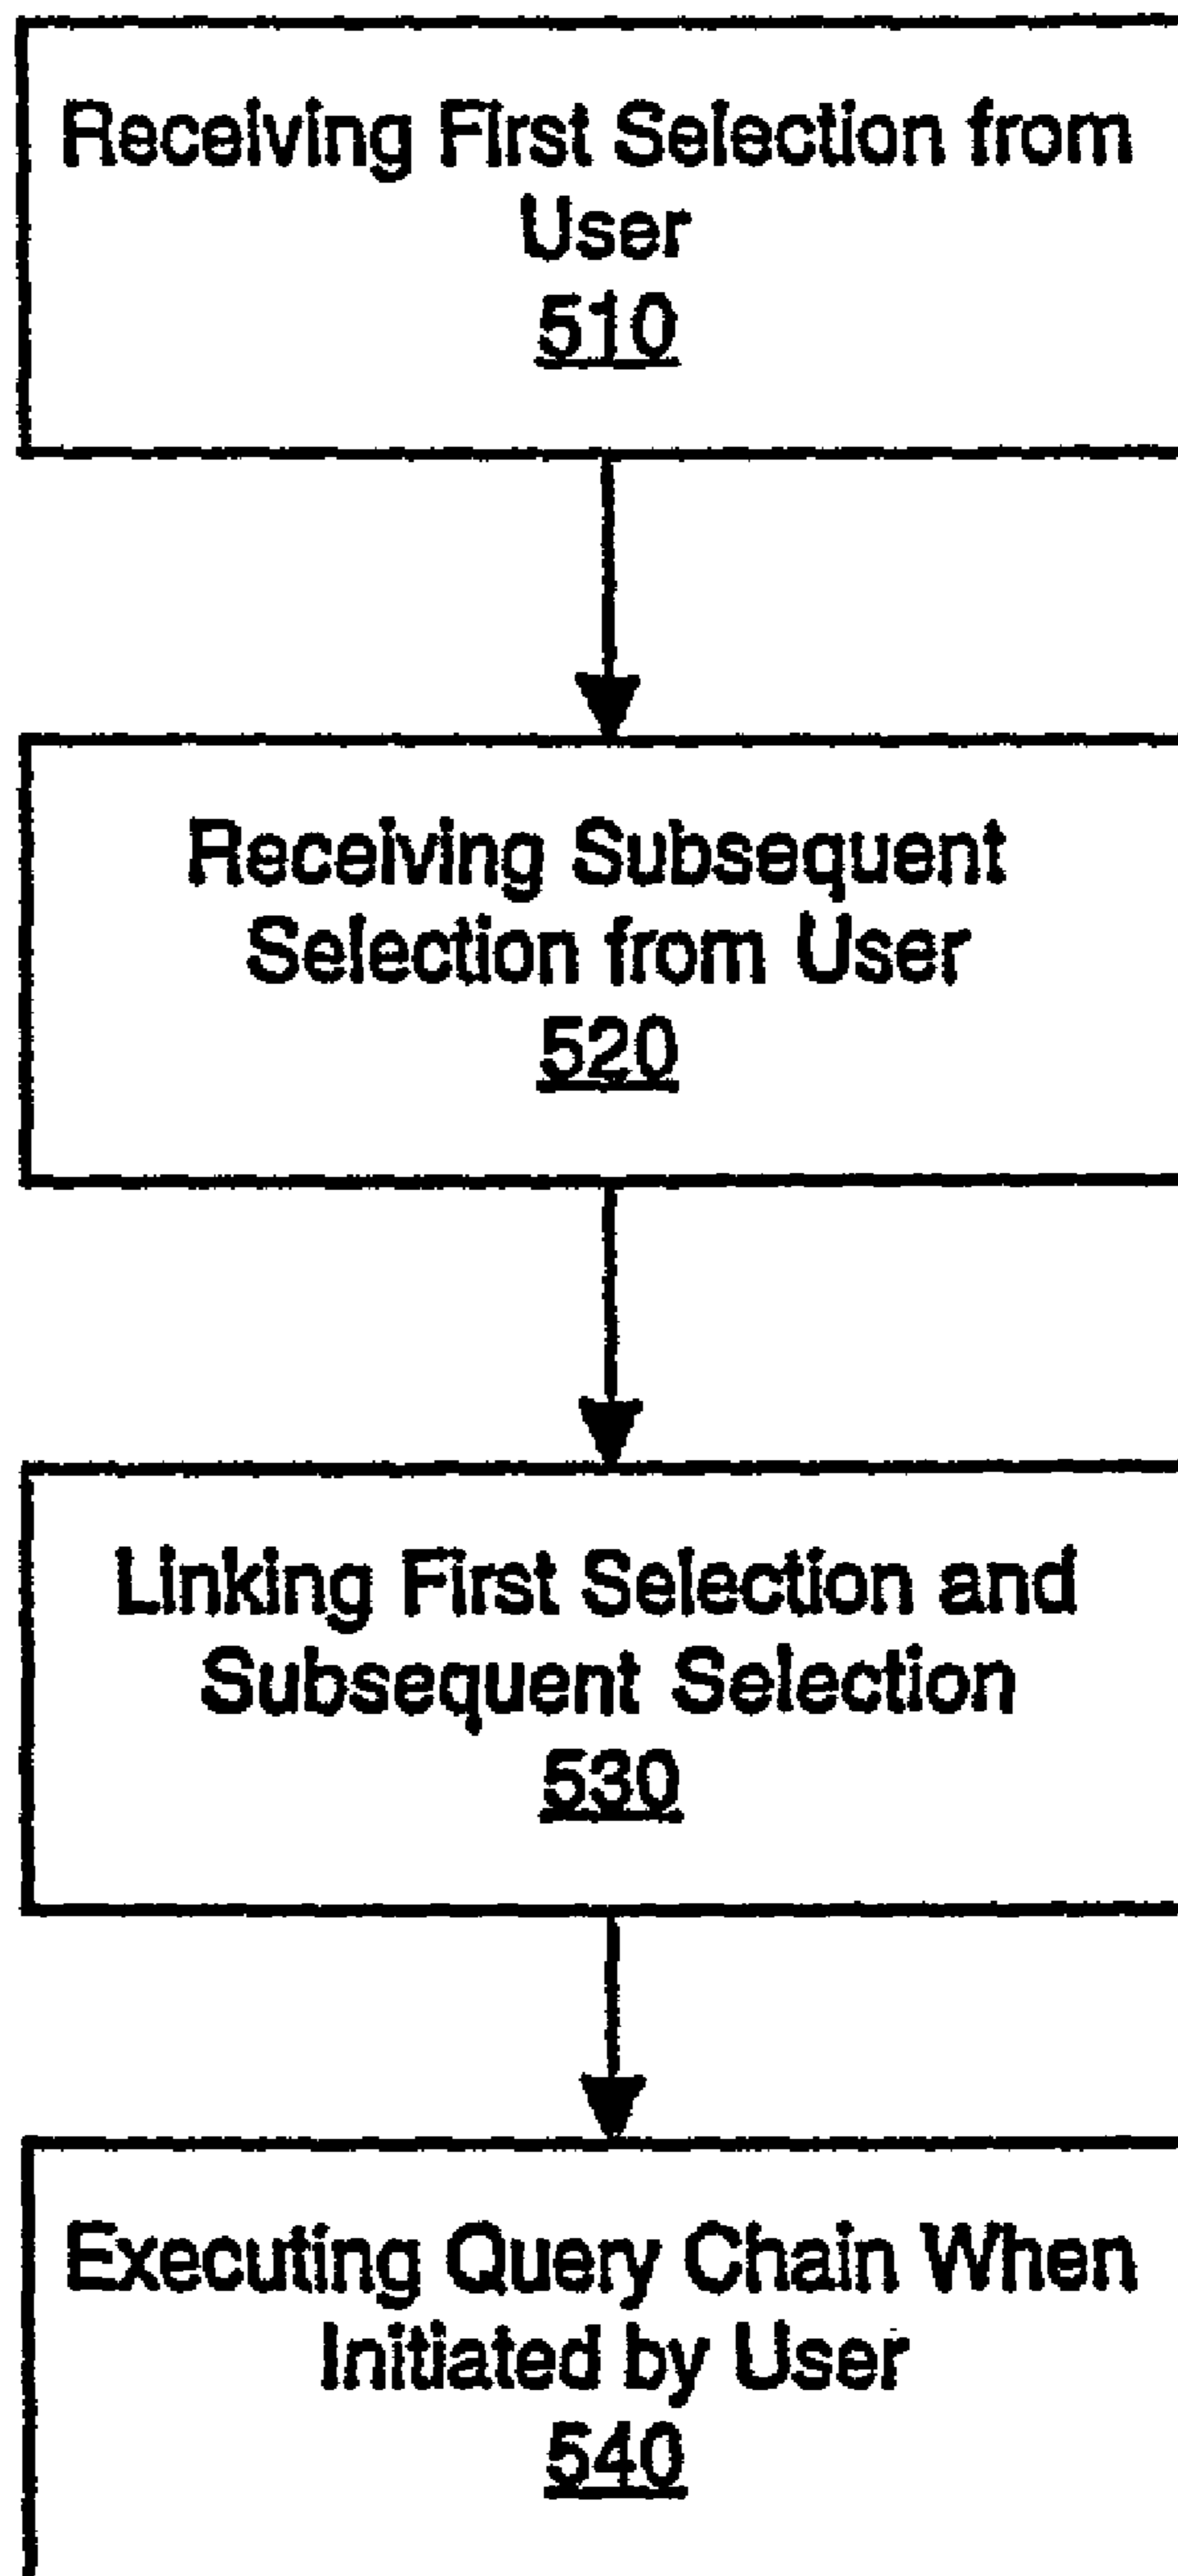 Receiving First Selection from
User
510
Receiving Subsequent
Selection from User
520
Linking First Selection and
Subsequent Selection
530
Executing Query Chain When
Initiated by User
540